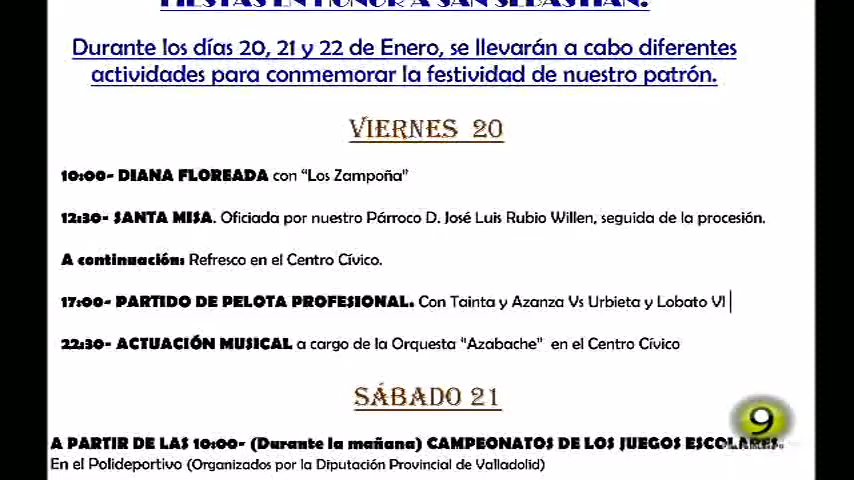 FIESTAS EN HONOR A SAN SEBASTIÁN.
Durante los días 20, 21 y 22 de Enero, se llevarán a cabo diferentes
actividades para conmemorar la festividad de nuestro patrón.
VIERNES 20
10:00- DIANA FLOREADA con “Los Zampoña”
12:30- SANTA MISA. Oficiada por nuestro Párroco D. José Luis Rubio Willen, seguida de la procesión.
A continuación: Refresco en el Centro Cívico.
17:00- PARTIDO DE PELOTA PROFESIONAL. Con Tainta y Azanza Vs Urbieta y Lobato VI
22:30- ACTUACIÓN MUSICAL a cargo de la Orquesta “Azabache” en el Centro Cívico
SÁBADO 21
9
A PARTIR DE LAS 10:00- (Durante la mañana) CAMPEONATOS DE LOS JUEGOS ESCOLARES.
En el Polideportivo (Organizados por la Diputación Provincial de Valladolid)